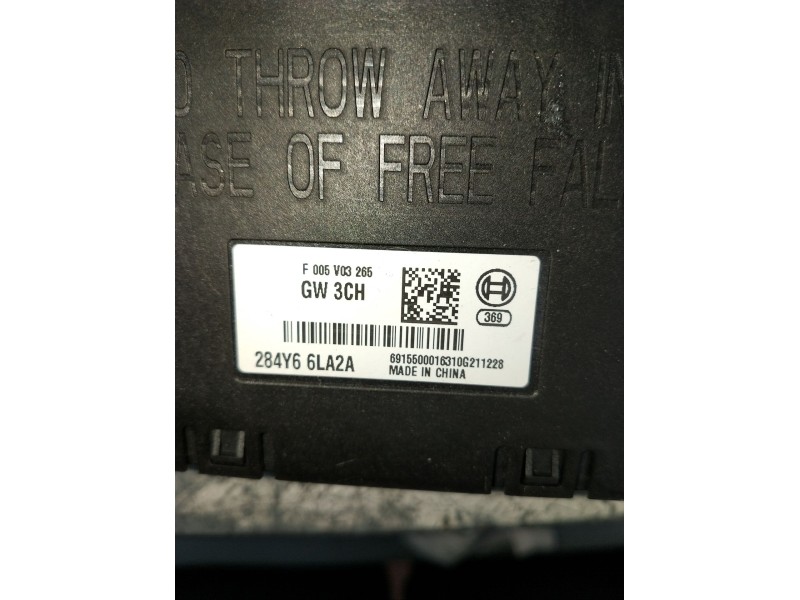 D THROW AWAY IN
ASE OF FREE FAL
F 005 V03 265
GW 3CH
369
284Y6 6LA2A
6915500016310G211228
MADE IN CHINA